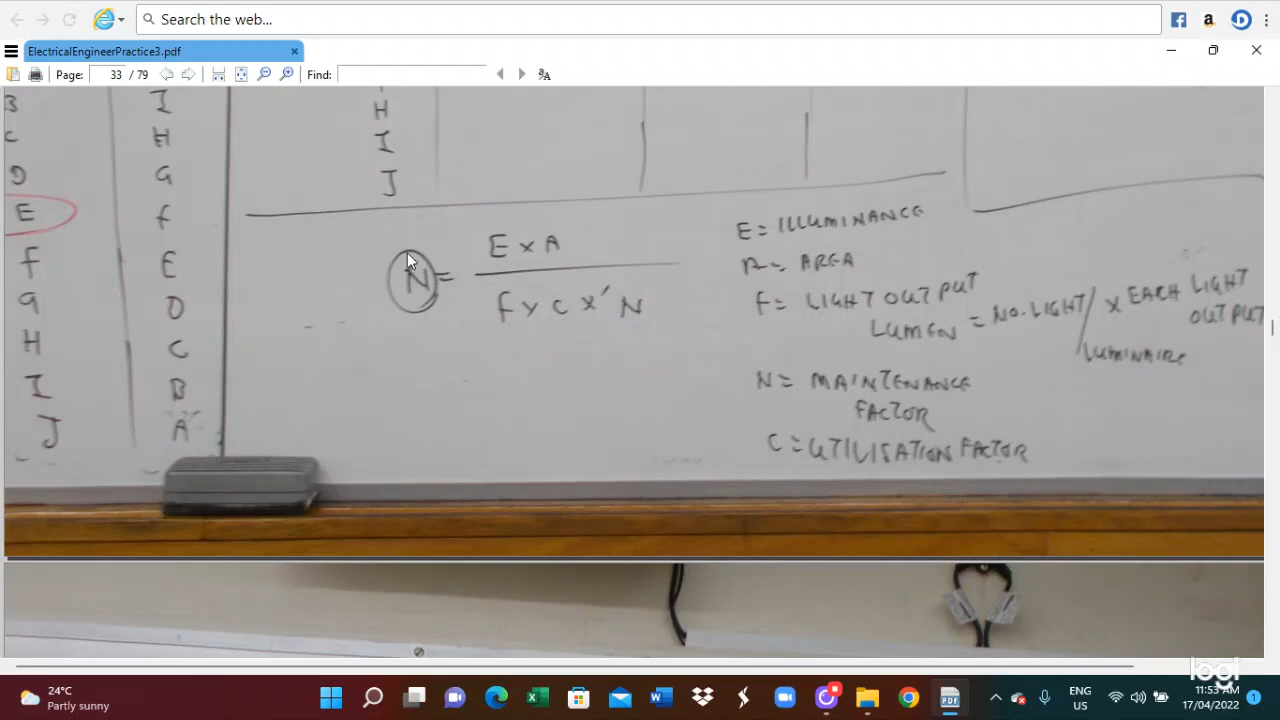 Search the web...
ElectricalEngineerPractice3.pdf
Page: 33 / 79 Find:
B I H
C H I
D G J
E F
F E
G D
H C
I B
J A
N = E x A
F x C x N
E = ILLUMINANCE
A = AREA
F = LIGHT OUTPUT
LUMEN = NO. LIGHT / x EACH LIGHT
LUMINAIRE OUTPUT
N = MAINTENANCE
FACTOR
C = UTILISATION FACTOR
logi
24°C
Partly sunny
ENG
US
11:53 AM
17/04/2022